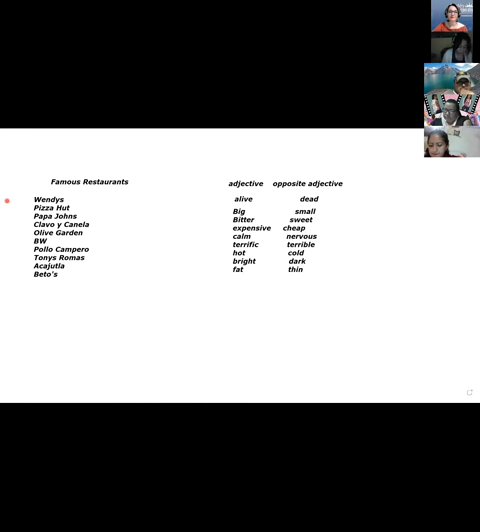 Famous Restaurants
Wendys
Pizza Hut
Papa Johns
Clavo y Canela
Olive Garden
BW
Pollo Campero
Tonys Romas
Acajutla
Beto's
adjective opposite adjective
alive dead
Big small
Bitter sweet
expensive cheap
calm nervous
terrific terrible
hot cold
bright dark
fat thin